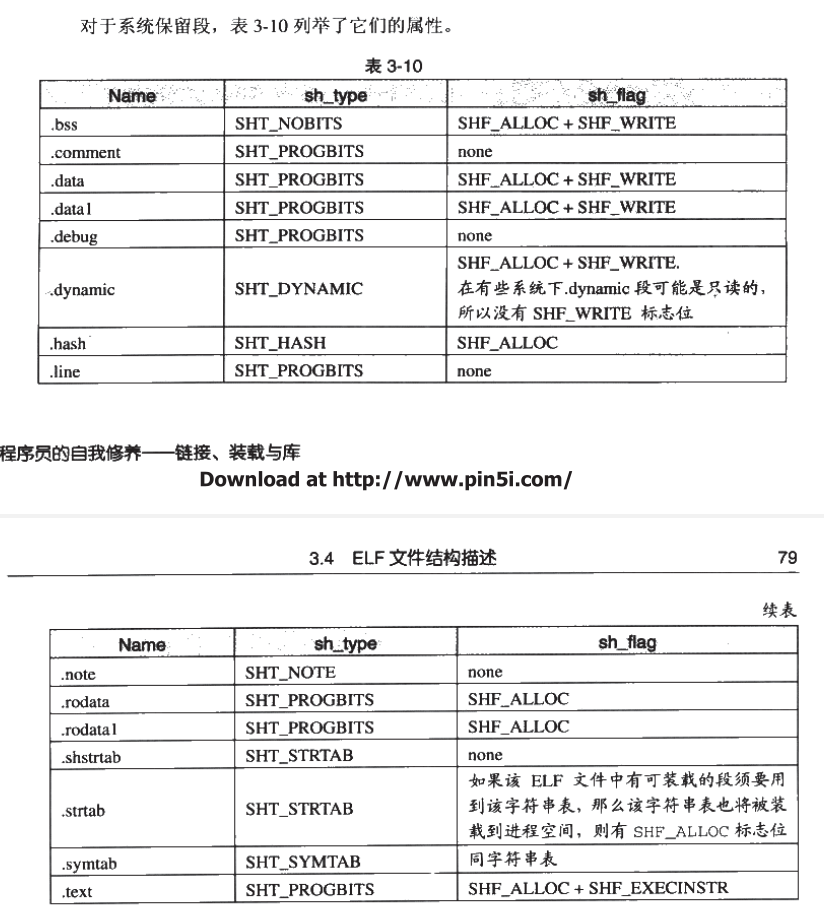 对于系统保留段，表 3-10 列举了它们的属性。
表 3-10
Name sh_type sh_flag
.bss SHT_NOBITS SHF_ALLOC + SHF_WRITE
.comment SHT_PROGBITS none
.data SHT_PROGBITS SHF_ALLOC + SHF_WRITE
.data1 SHT_PROGBITS SHF_ALLOC + SHF_WRITE
.debug SHT_PROGBITS none
SHF_ALLOC + SHF_WRITE.
.dynamic SHT_DYNAMIC 在有些系统下.dynamic 段可能是只读的，
所以没有 SHF_WRITE 标志位
.hash SHT_HASH SHF_ALLOC
.line SHT_PROGBITS none
程序员的自我修养——链接、装载与库
Download at http://www.pin5i.com/
3.4 ELF 文件结构描述 79
续表
Name sh_type sh_flag
.note SHT_NOTE none
.rodata SHT_PROGBITS SHF_ALLOC
.rodata1 SHT_PROGBITS SHF_ALLOC
.shstrtab SHT_STRTAB none
如果该 ELF 文件中有可装载的段须要用
.strtab SHT_STRTAB 到该字符串表，那么该字符串表也将被装
载到进程空间，则有 SHF_ALLOC 标志位
.symtab SHT_SYMTAB 同字符串表
.text SHT_PROGBITS SHF_ALLOC + SHF_EXECINSTR